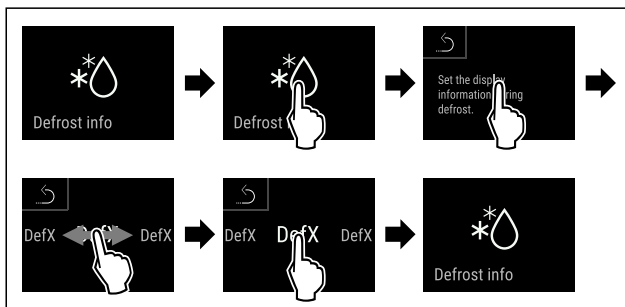 Defrost info
Defrost
Set the display
information
defrost.
DefX
DefX
DefX
DefX
DefX
Defrost info